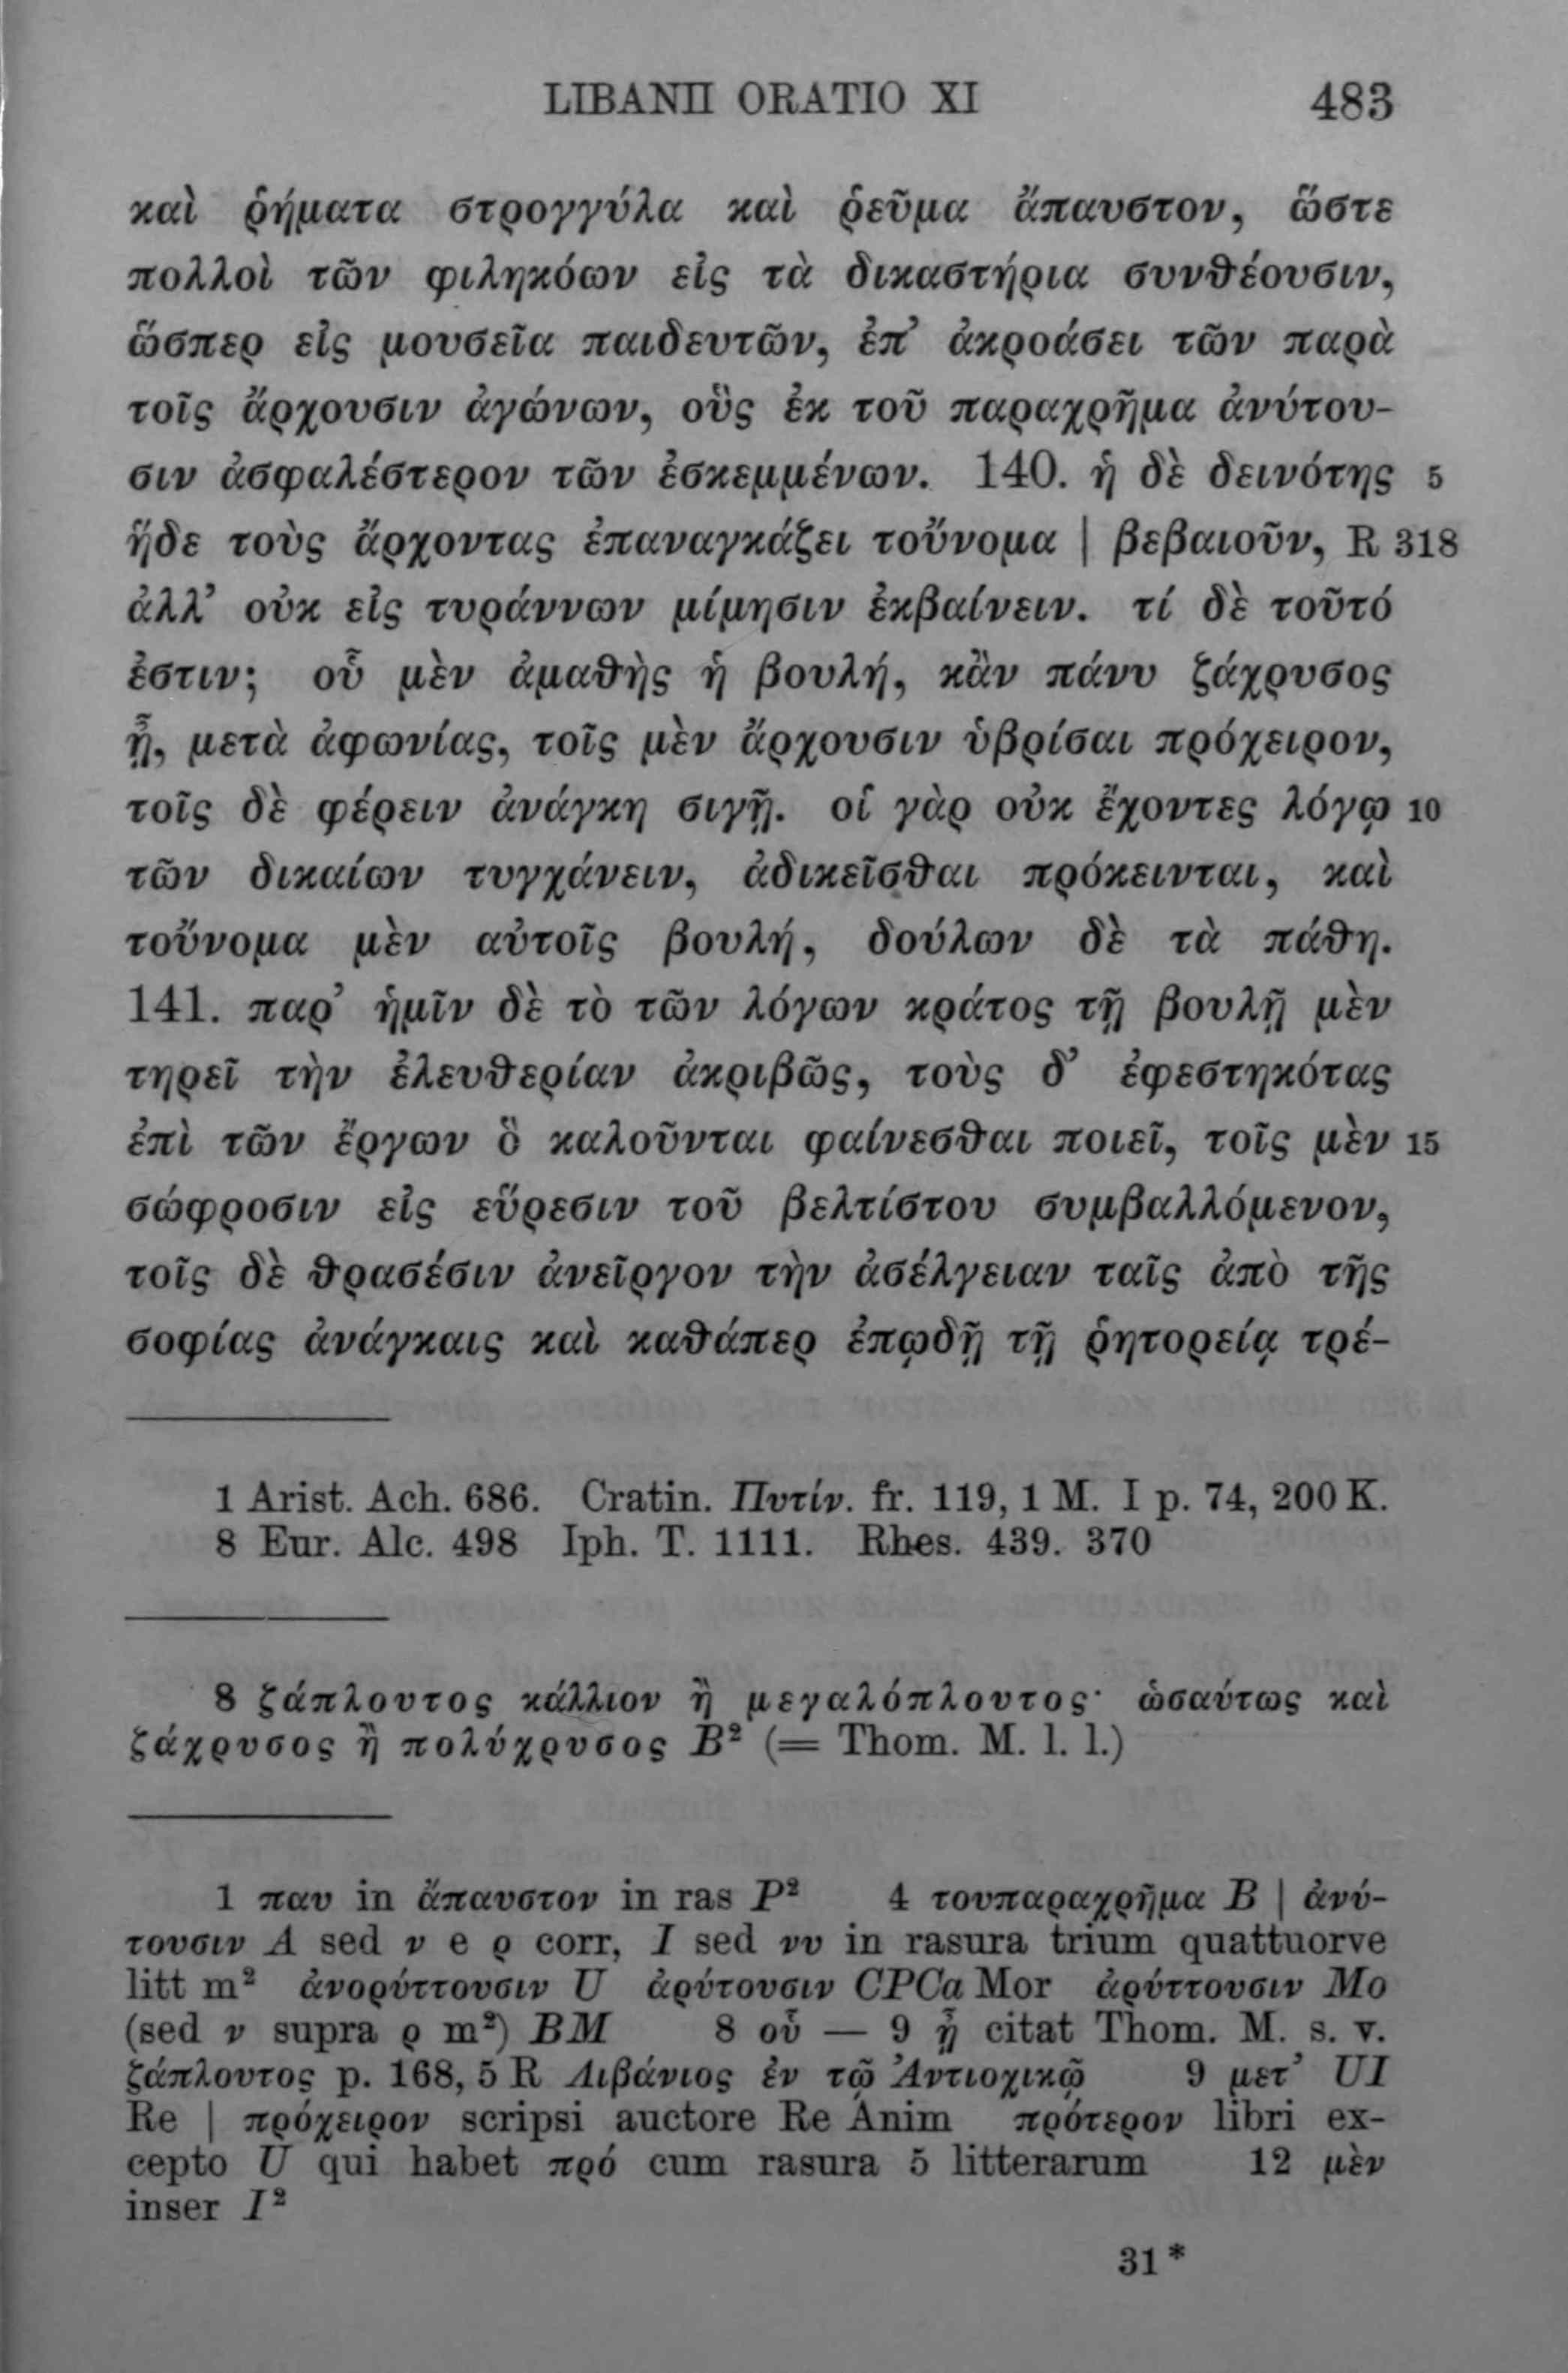 LIBANII ORATIO XI 483
καὶ ῥήματα στρογγύλα καὶ ῥεῦμα ἄπαυστον, ὥστε
πολλοὶ τῶν φιληκόων εἰς τὰ δικαστήρια συνθέουσιν,
ὥσπερ εἰς μουσεῖα παιδευτῶν, ἐπ’ ἀκροάσει τῶν παρὰ
τοῖς ἄρχουσιν ἀγώνων, οὓς ἐκ τοῦ παραχρῆμα ἀνύτου-
σιν ἀσφαλέστερον τῶν ἐσκεμμένων. 140. ἡ δὲ δεινότης 5
ἥδε τοὺς ἄρχοντας ἐπαναγκάζει τοὔνομα | βεβαιοῦν, R 318
ἀλλ’ οὐκ εἰς τυράννων μίμησιν ἐκβαίνειν. τί δὲ τοῦτό
ἐστιν; οὗ μὲν ἀμαθὴς ἡ βουλή, κἂν πάνυ ζάχρυσος
ᾖ, μετὰ ἀφωνίας, τοῖς μὲν ἄρχουσιν ὑβρίσαι πρόχειρον,
τοῖς δὲ φέρειν ἀνάγκη σιγῇ. οἱ γὰρ οὐκ ἔχοντες λόγῳ 10
τῶν δικαίων τυγχάνειν, ἀδικεῖσθαι πρόκεινται, καὶ
τοὔνομα μὲν αὐτοῖς βουλή, δούλων δὲ τὰ πάθη.
141. παρ’ ἡμῖν δὲ τὸ τῶν λόγων κράτος τῇ βουλῇ μὲν
τηρεῖ τὴν ἐλευθερίαν ἀκριβῶς, τοὺς δ’ ἐφεστηκότας
ἐπὶ τῶν ἔργων ὃ καλοῦνται φαίνεσθαι ποιεῖ, τοῖς μὲν 15
σώφροσιν εἰς εὕρεσιν τοῦ βελτίστου συμβαλλόμενον,
τοῖς δὲ θρασέσιν ἀνεῖργον τὴν ἀσέλγειαν ταῖς ἀπὸ τῆς
σοφίας ἀνάγκαις καὶ καθάπερ ἐπῳδῇ τῇ ῥητορείᾳ τρέ-
1 Arist. Ach. 686. Cratin. Πυτίν. fr. 119, 1 M. I p. 74, 200 K.
8 Eur. Alc. 498 Iph. T. 1111. Rhes. 439. 370
8 ζάπλουτος κάλλιον ἢ μεγαλόπλουτος· ὡσαύτως καὶ
ζάχρυσος ἢ πολύχρυσος B² (= Thom. M. l. l.)
1 παυ in ἄπαυστον in ras P² 4 τουπαραχρῆμα B | ἀνύ-
τουσιν A sed ν e ρ corr, I sed νυ in rasura trium quattuorve
litt m² ἀνορύττουσιν U ἀρύτουσιν CPCa Mor ἀρύττουσιν Mo
(sed ν supra ρ m²) BM 8 οὗ — 9 ᾖ citat Thom. M. s. v.
ζάπλουτος p. 168, 5 R Λιβάνιος ἐν τῷ Ἀντιοχικῷ 9 μετ’ UI
Re | πρόχειρον scripsi auctore Re Anim πρότερον libri ex-
cepto U qui habet πρό cum rasura 5 litterarum 12 μὲν
inser I²
31*